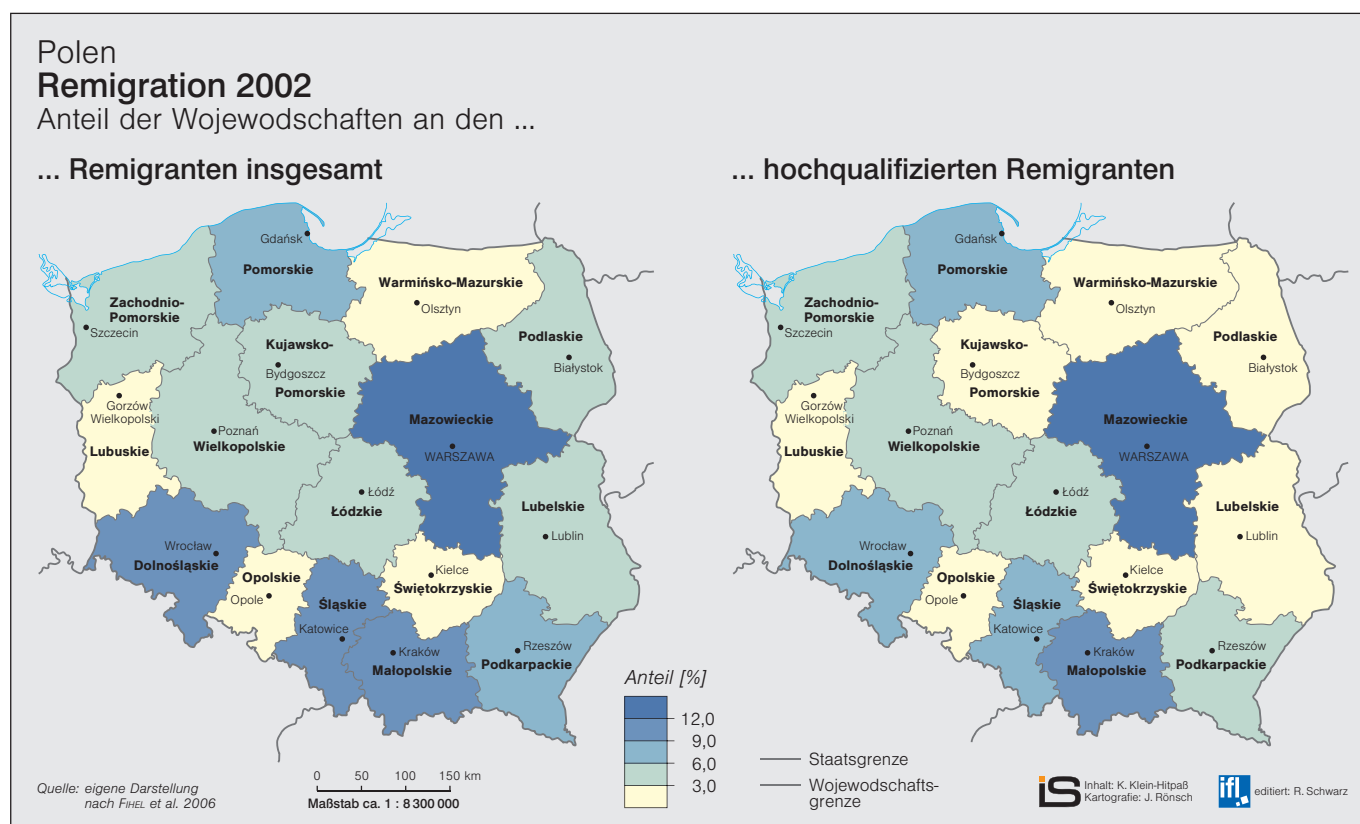 Polen
Remigration 2002
Anteil der Wojewodschaften an den ...
... Remigranten insgesamt
Gdańsk
Pomorskie
Warmińsko-Mazurskie
Olsztyn
Zachodnio-
Pomorskie
Szczecin
Podlaskie
Białystok
Kujawsko-
Bydgoszcz
Pomorskie
Gorzów
Wielkopolski
Lubuskie
Poznań
Wielkopolskie
Mazowieckie
WARSZAWA
Łódź
Łódzkie
Lubelskie
Lublin
Wrocław
Dolnośląskie
Opolskie
Opole
Kielce
Świętokrzyskie
Śląskie
Katowice
Kraków
Małopolskie
Rzeszów
Podkarpackie
... hochqualifizierten Remigranten
Gdańsk
Pomorskie
Warmińsko-Mazurskie
Olsztyn
Zachodnio-
Pomorskie
Szczecin
Podlaskie
Białystok
Kujawsko-
Bydgoszcz
Pomorskie
Gorzów
Wielkopolski
Lubuskie
Poznań
Wielkopolskie
Mazowieckie
WARSZAWA
Łódź
Łódzkie
Lubelskie
Lublin
Wrocław
Dolnośląskie
Opolskie
Opole
Kielce
Świętokrzyskie
Śląskie
Katowice
Kraków
Małopolskie
Rzeszów
Podkarpackie
Anteil [%]
12,0
9,0
6,0
3,0
Staatsgrenze
Wojewodschafts-
grenze
Quelle: eigene Darstellung
nach FIHEL et al. 2006
0 50 100 150 km
Maßstab ca. 1 : 8 300 000
is
Inhalt: K. Klein-Hitpaß
Kartografie: J. Rönsch
ifl
editiert: R. Schwarz